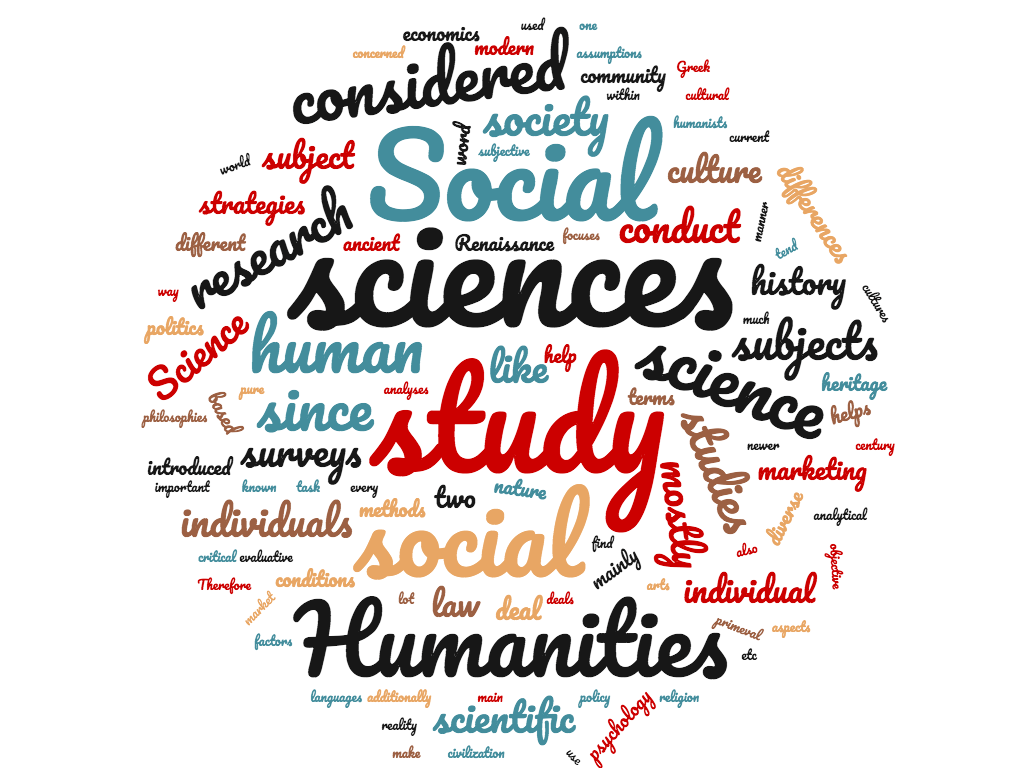 used
one
economics
concerned
modern
assumptions
considered
community
Greek
within
cultural
society
word
humanists
current
subjective
Social
world
subject
culture
differences
strategies
research
conduct
manner
different
ancient
Renaissance
focuses
tend
sciences
history
cultures
way
politics
much
Science
human
like
help
science
subjects
heritage
pure
analyses
terms
philosophies
based
since
study
studies
helps
newer
century
introduced
surveys
marketing
important
known
task
every
two
nature
mostly
individuals
methods
diverse
analytical
social
find
also
objective
critical
evaluative
mainly
Therefore
conditions
arts
individual
market
lot
law
deal
deals
factors
Humanities
primeval
aspects
etc
languages
additionally
main
policy
religion
reality
scientific
psychology
make
civilization
use